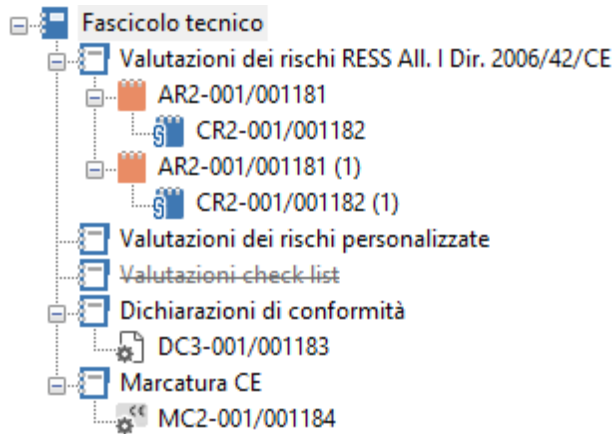 Fascicolo tecnico
Valutazioni dei rischi RESS All. I Dir. 2006/42/CE
AR2-001/001181
CR2-001/001182
AR2-001/001181 (1)
CR2-001/001182 (1)
Valutazioni dei rischi personalizzate
Valutazioni check list
Dichiarazioni di conformità
DC3-001/001183
Marcatura CE
MC2-001/001184